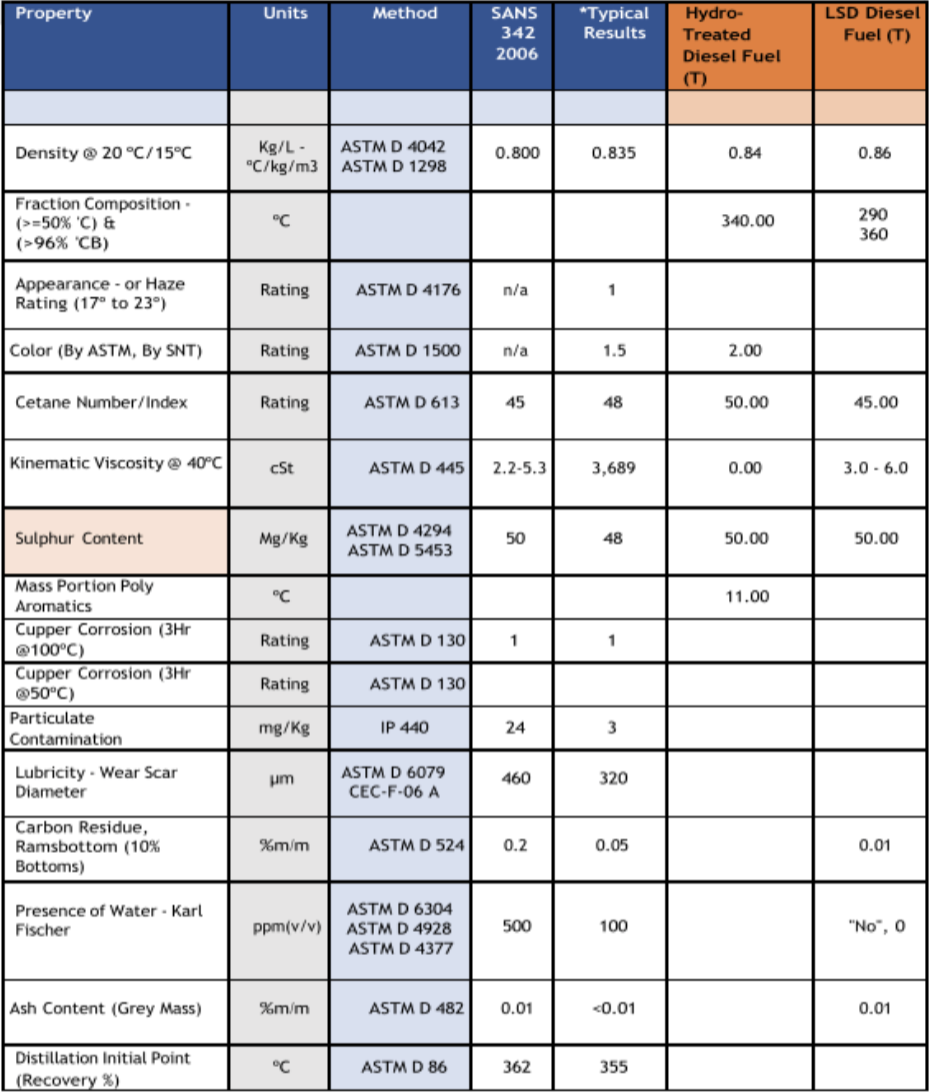 Property Units Method SANS 342 2006 *Typical Results Hydro-Treated Diesel Fuel (T) LSD Diesel Fuel (T)
Density @ 20 ºC/15ºC Kg/L - ºC/kg/m3 ASTM D 4042 ASTM D 1298 0.800 0.835 0.84 0.86
Fraction Composition - (>=50% 'C) & (>96% 'CB) ºC 340.00 290 360
Appearance - or Haze Rating (17º to 23º) Rating ASTM D 4176 n/a 1
Color (By ASTM, By SNT) Rating ASTM D 1500 n/a 1.5 2.00
Cetane Number/Index Rating ASTM D 613 45 48 50.00 45.00
Kinematic Viscosity @ 40ºC cSt ASTM D 445 2.2-5.3 3,689 0.00 3.0 - 6.0
Sulphur Content Mg/Kg ASTM D 4294 ASTM D 5453 50 48 50.00 50.00
Mass Portion Poly Aromatics ºC 11.00
Cupper Corrosion (3Hr @100ºC) Rating ASTM D 130 1 1
Cupper Corrosion (3Hr @50ºC) Rating ASTM D 130
Particulate Contamination mg/Kg IP 440 24 3
Lubricity - Wear Scar Diameter µm ASTM D 6079 CEC-F-06 A 460 320
Carbon Residue, Ramsbottom (10% Bottoms) %m/m ASTM D 524 0.2 0.05 0.01
Presence of Water - Karl Fischer ppm(v/v) ASTM D 6304 ASTM D 4928 ASTM D 4377 500 100 "No", 0
Ash Content (Grey Mass) %m/m ASTM D 482 0.01 <0.01 0.01
Distillation Initial Point (Recovery %) ºC ASTM D 86 362 355